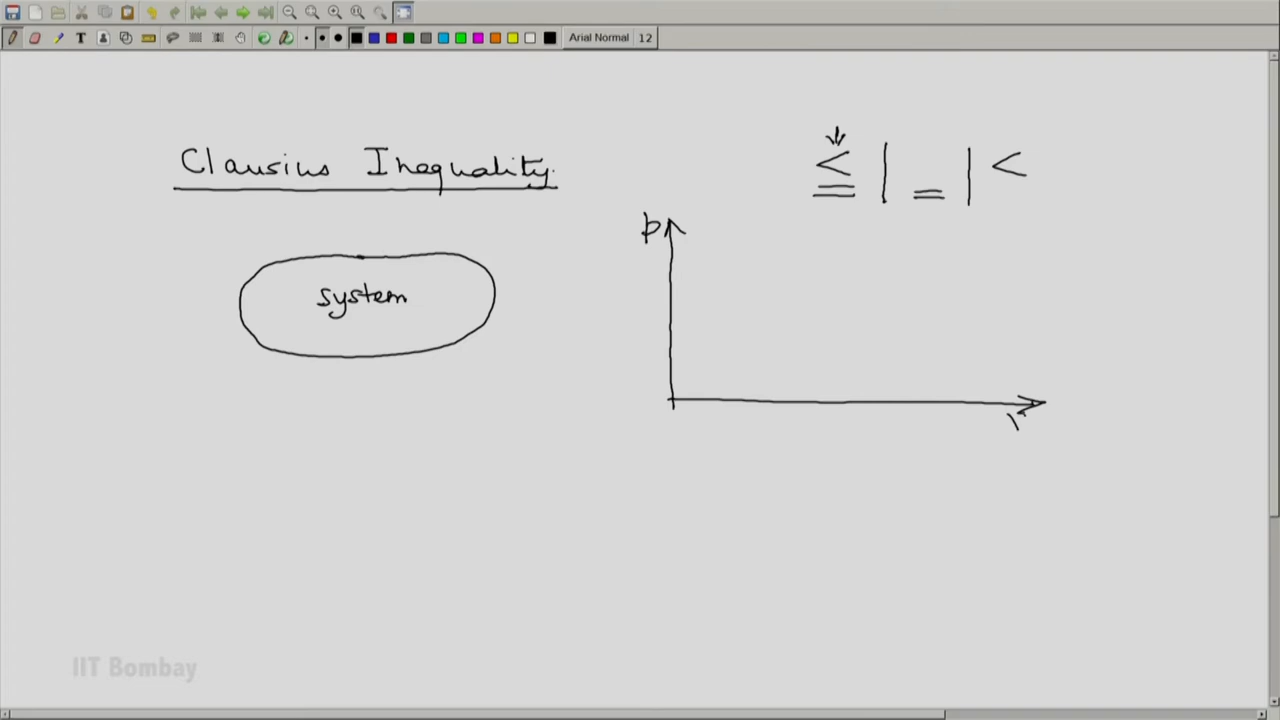 Arial Normal 12
Clausius Inequality.
≤ | = | <
p
system
IIT Bombay